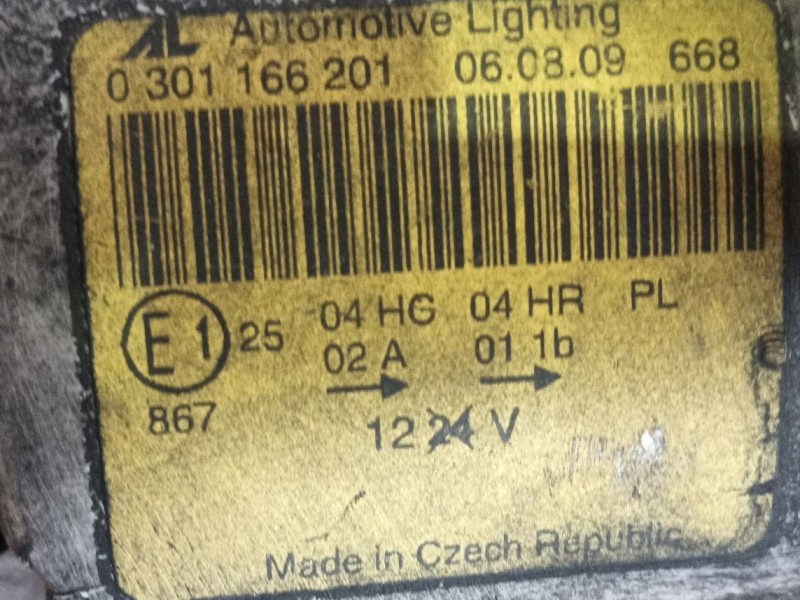 AL Automotive Lighting
0 301 166 201 06.08.09 668
E1 25 04 HG 04 HR PL
02 A 01 1b
→ →
867
12 24 V
Made in Czech Republic